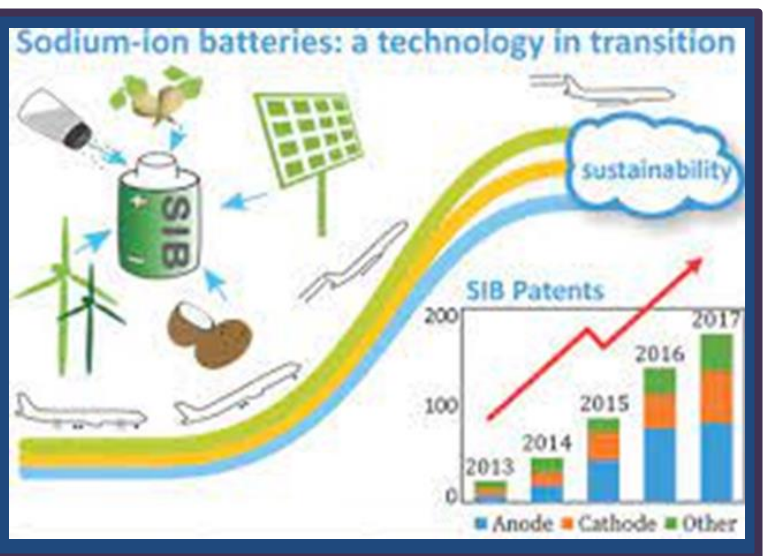 Sodium-ion batteries: a technology in transition
SIB
+
-
sustainability
SIB Patents
200
100
0
2013
2014
2015
2016
2017
Anode Cathode Other